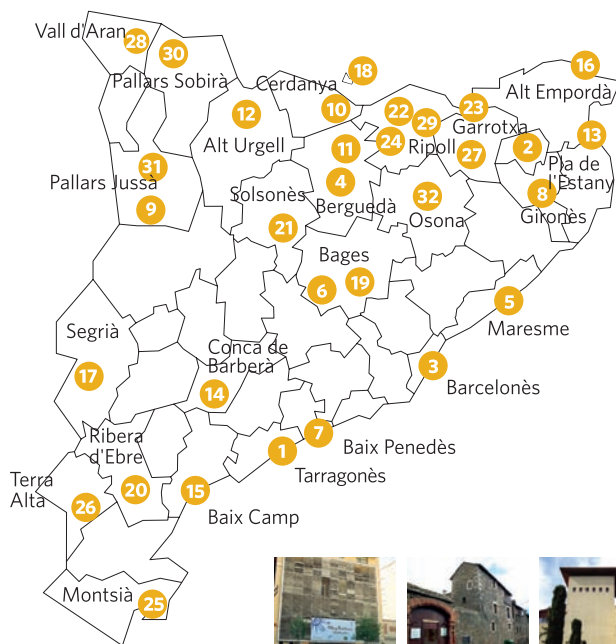 Vall d'Aran
28
30
Pallars Sobirà
18
Cerdanya
16
Alt Empordà
12
10
22
29
23
Garrotxa
13
Alt Urgell
11
24
Ripoll
27
2
Pla de
l'Estany
31
Pallars Jussà
9
Solsonès
4
Berguedà
32
Osona
8
Gironès
21
Bages
6
19
5
Maresme
Segrià
17
Conca de
Barberà
14
3
Barcelonès
Ribera
d'Ebre
7
Baix Penedès
1
Tarragonès
Terra
Alta
26
20
15
Baix Camp
Montsià
25